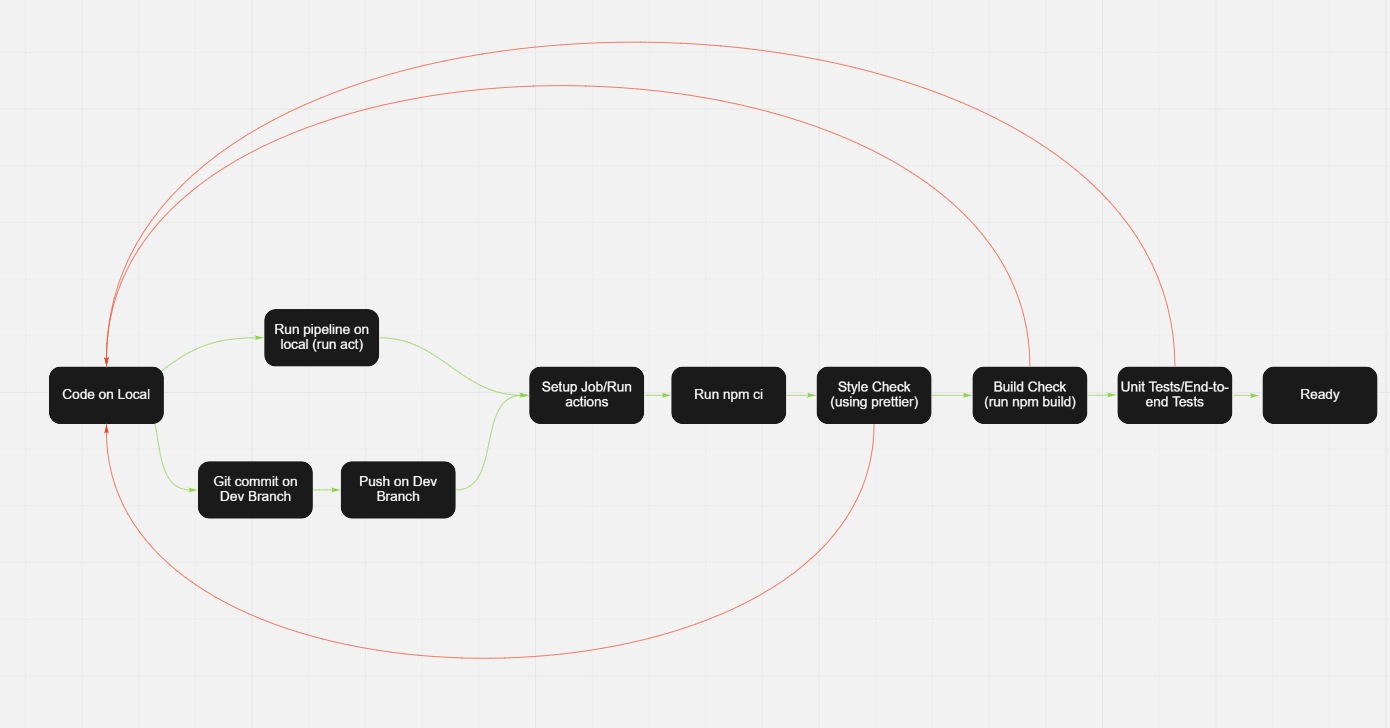 Run pipeline on
local (run act)
Code on Local
Setup Job/Run
actions
Run npm ci
Style Check
(using prettier)
Build Check
(run npm build)
Unit Tests/End-to-
end Tests
Ready
Git commit on
Dev Branch
Push on Dev
Branch